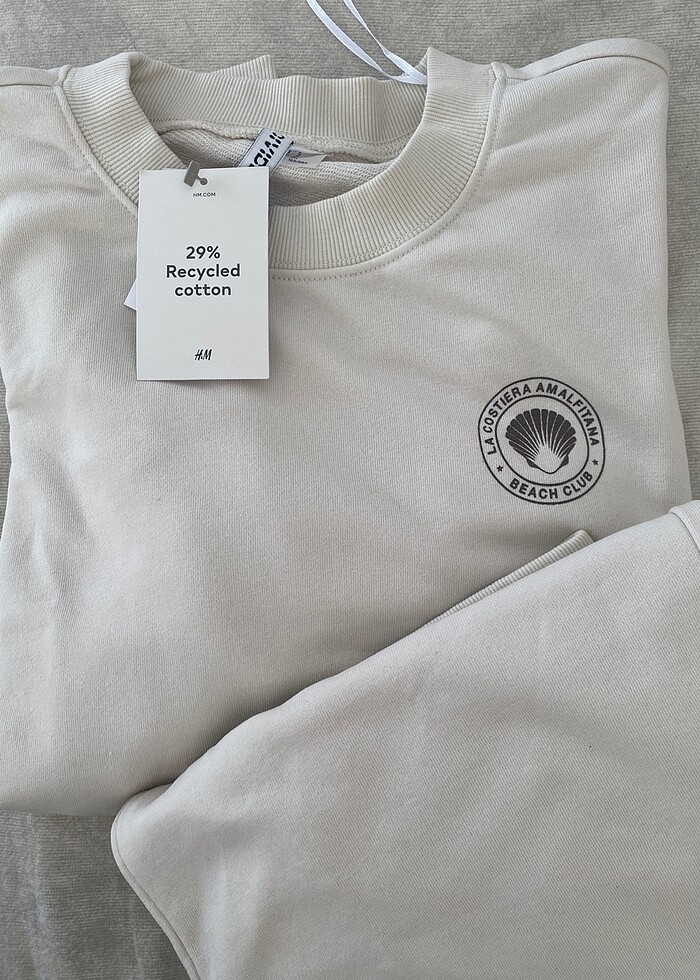 HM.COM
29%
Recycled
cotton
H&M
LA COSTIERA AMALFITANA
BEACH CLUB